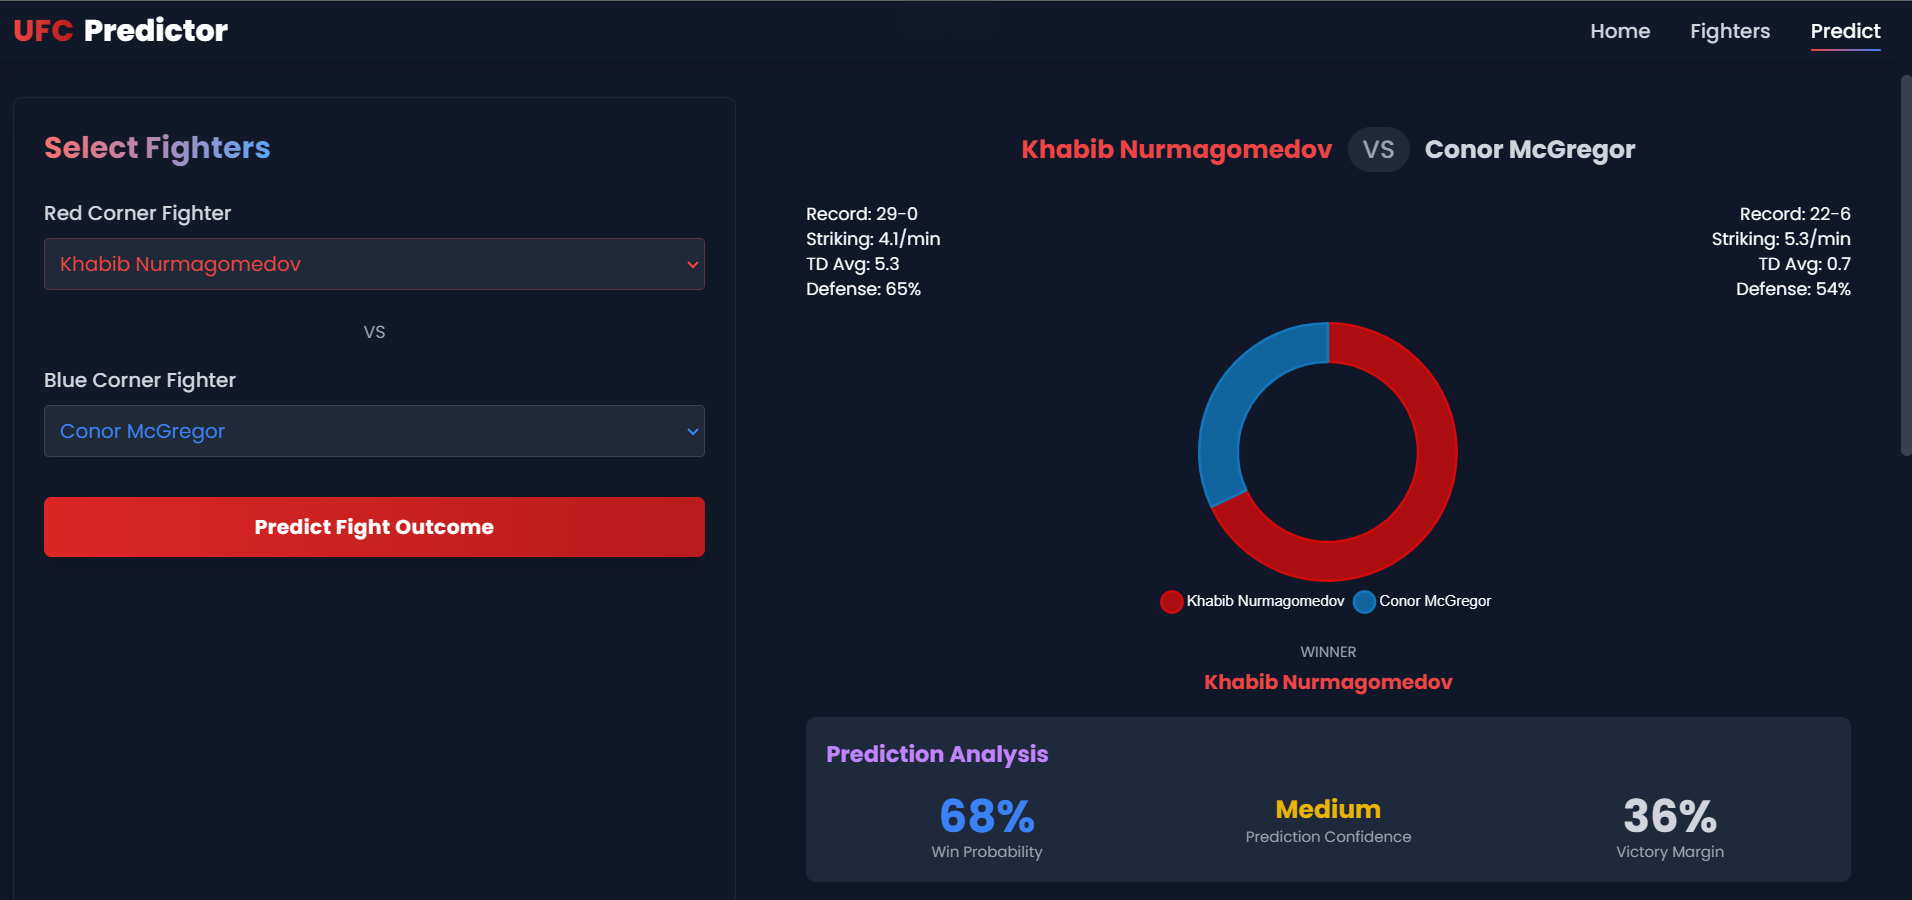 UFC Predictor
Home Fighters Predict
Select Fighters
Red Corner Fighter
Khabib Nurmagomedov
VS
Blue Corner Fighter
Conor McGregor
Predict Fight Outcome
Khabib Nurmagomedov VS Conor McGregor
Record: 29-0
Striking: 4.1/min
TD Avg: 5.3
Defense: 65%
Record: 22-6
Striking: 5.3/min
TD Avg: 0.7
Defense: 54%
Khabib Nurmagomedov Conor McGregor
WINNER
Khabib Nurmagomedov
Prediction Analysis
68%
Win Probability
Medium
Prediction Confidence
36%
Victory Margin